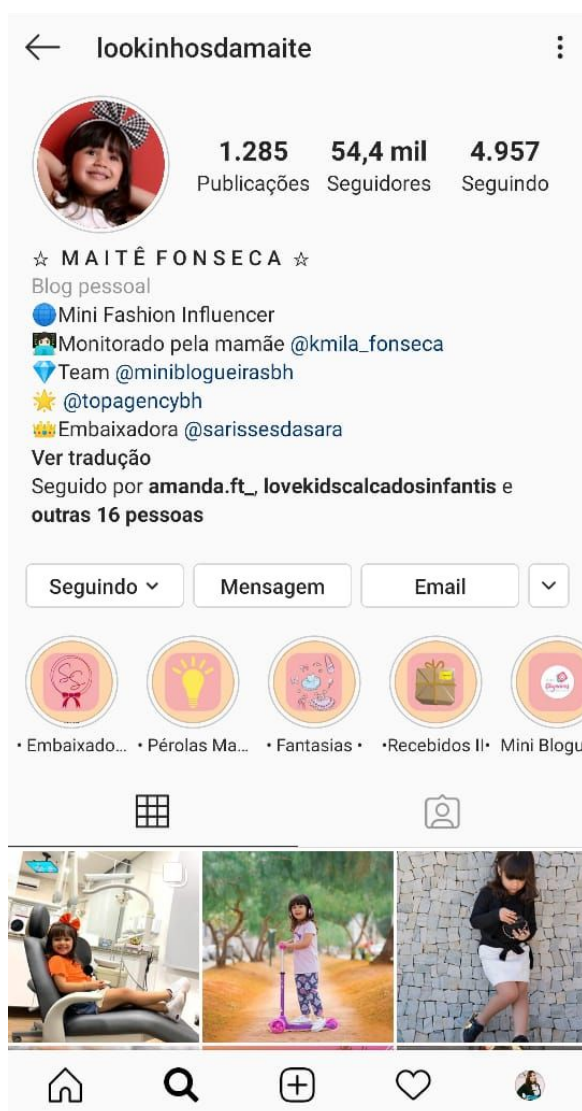 lookinhosdamaite
1.285 54,4 mil 4.957
Publicações Seguidores Seguindo
☆ M A I T Ê F O N S E C A ☆
Blog pessoal
🌐Mini Fashion Influencer
👩🏻‍💻Monitorado pela mamãe @kmila_fonseca
💎Team @miniblogueirasbh
🌟 @topagencybh
👑Embaixadora @sarissesdasara
Ver tradução
Seguido por amanda.ft_, lovekidscalcadosinfantis e
outras 16 pessoas
Seguindo Mensagem Email
SS
• Embaixado... • Pérolas Ma... • Fantasias • •Recebidos II• Mini Blogu